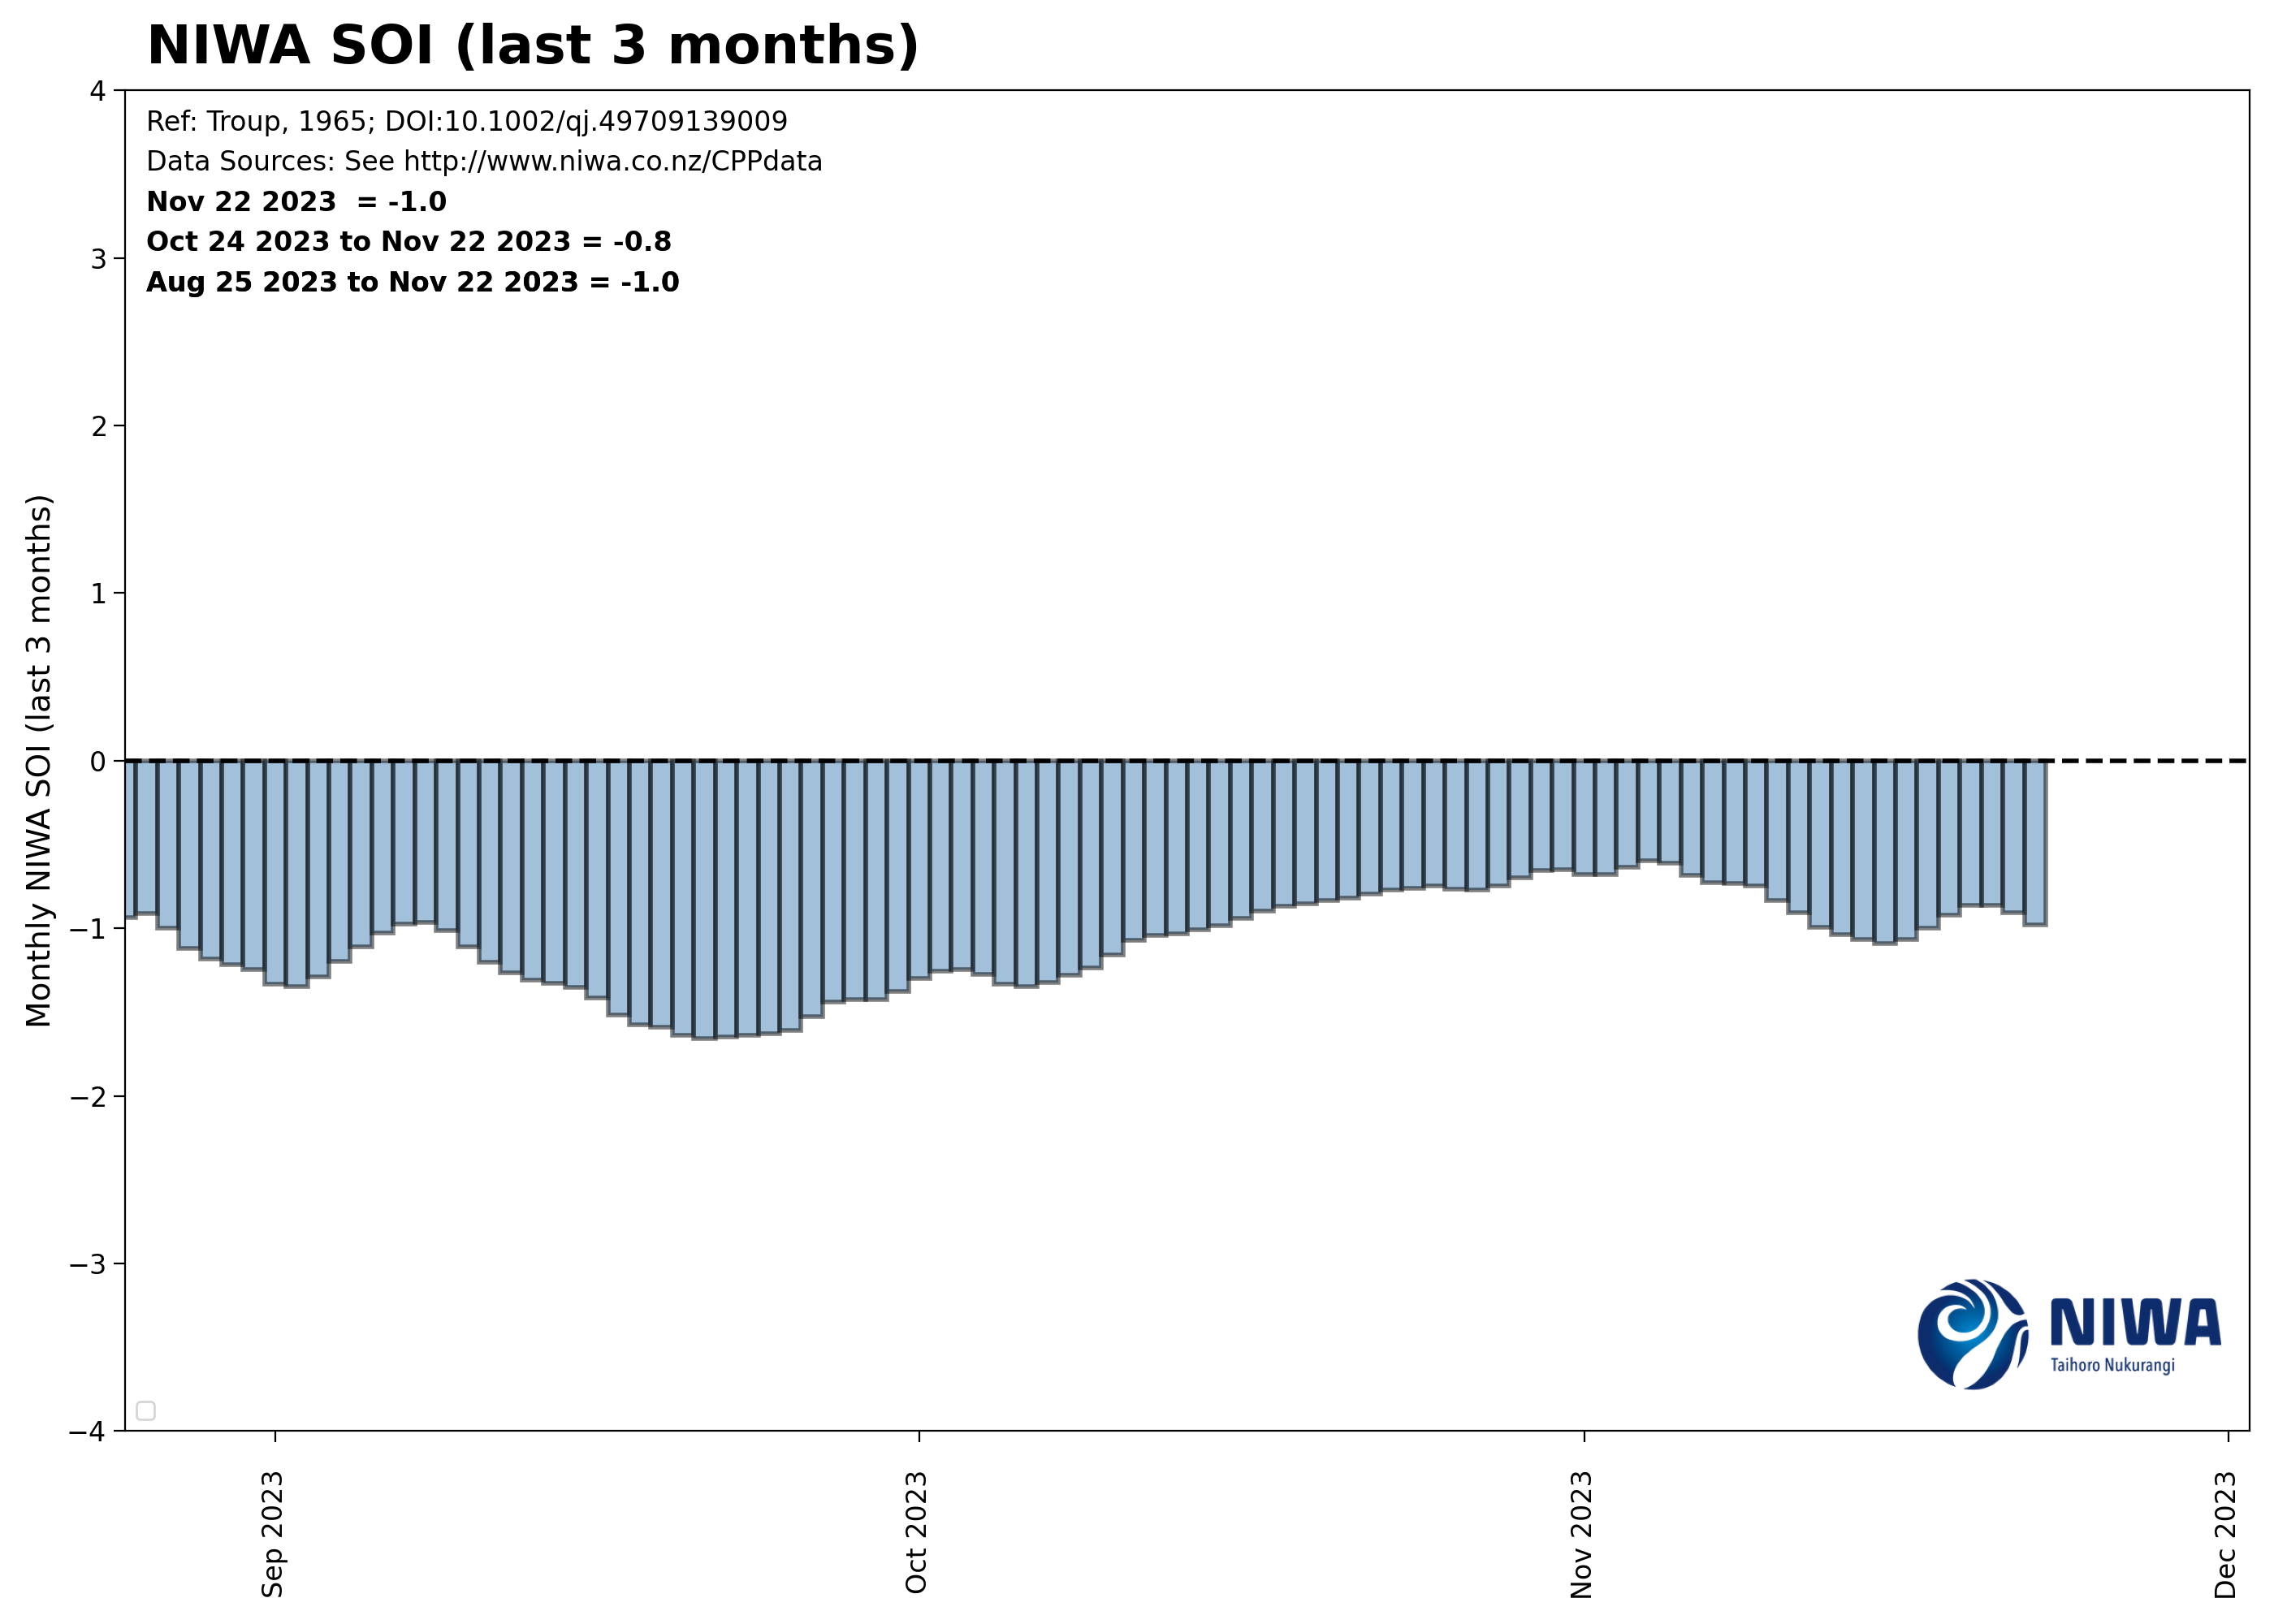 NIWA SOI (last 3 months)
Ref: Troup, 1965; DOI:10.1002/qj.49709139009
Data Sources: See http://www.niwa.co.nz/CPPdata
Nov 22 2023  = -1.0
Oct 24 2023 to Nov 22 2023 = -0.8
Aug 25 2023 to Nov 22 2023 = -1.0
Monthly NIWA SOI (last 3 months)
4
3
2
1
0
−1
−2
−3
−4
Sep 2023
Oct 2023
Nov 2023
Dec 2023
NIWA
Taihoro Nukurangi